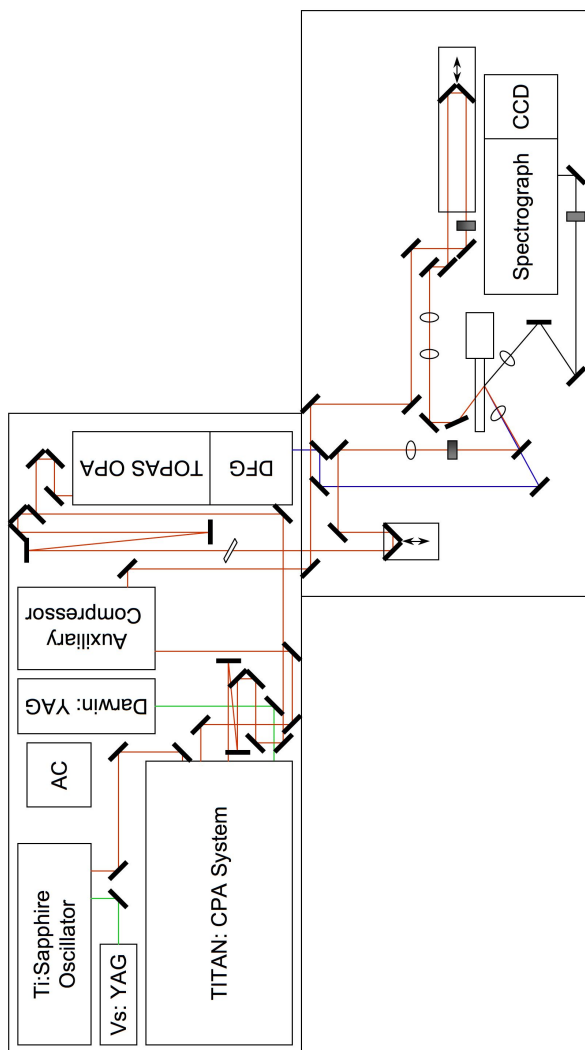 CCD
Spectrograph
TOPAS OPA
DFG
Auxiliary
Compressor
Darwin: YAG
AC
Ti:Sapphire
Oscillator
Vs: YAG
TITAN: CPA System